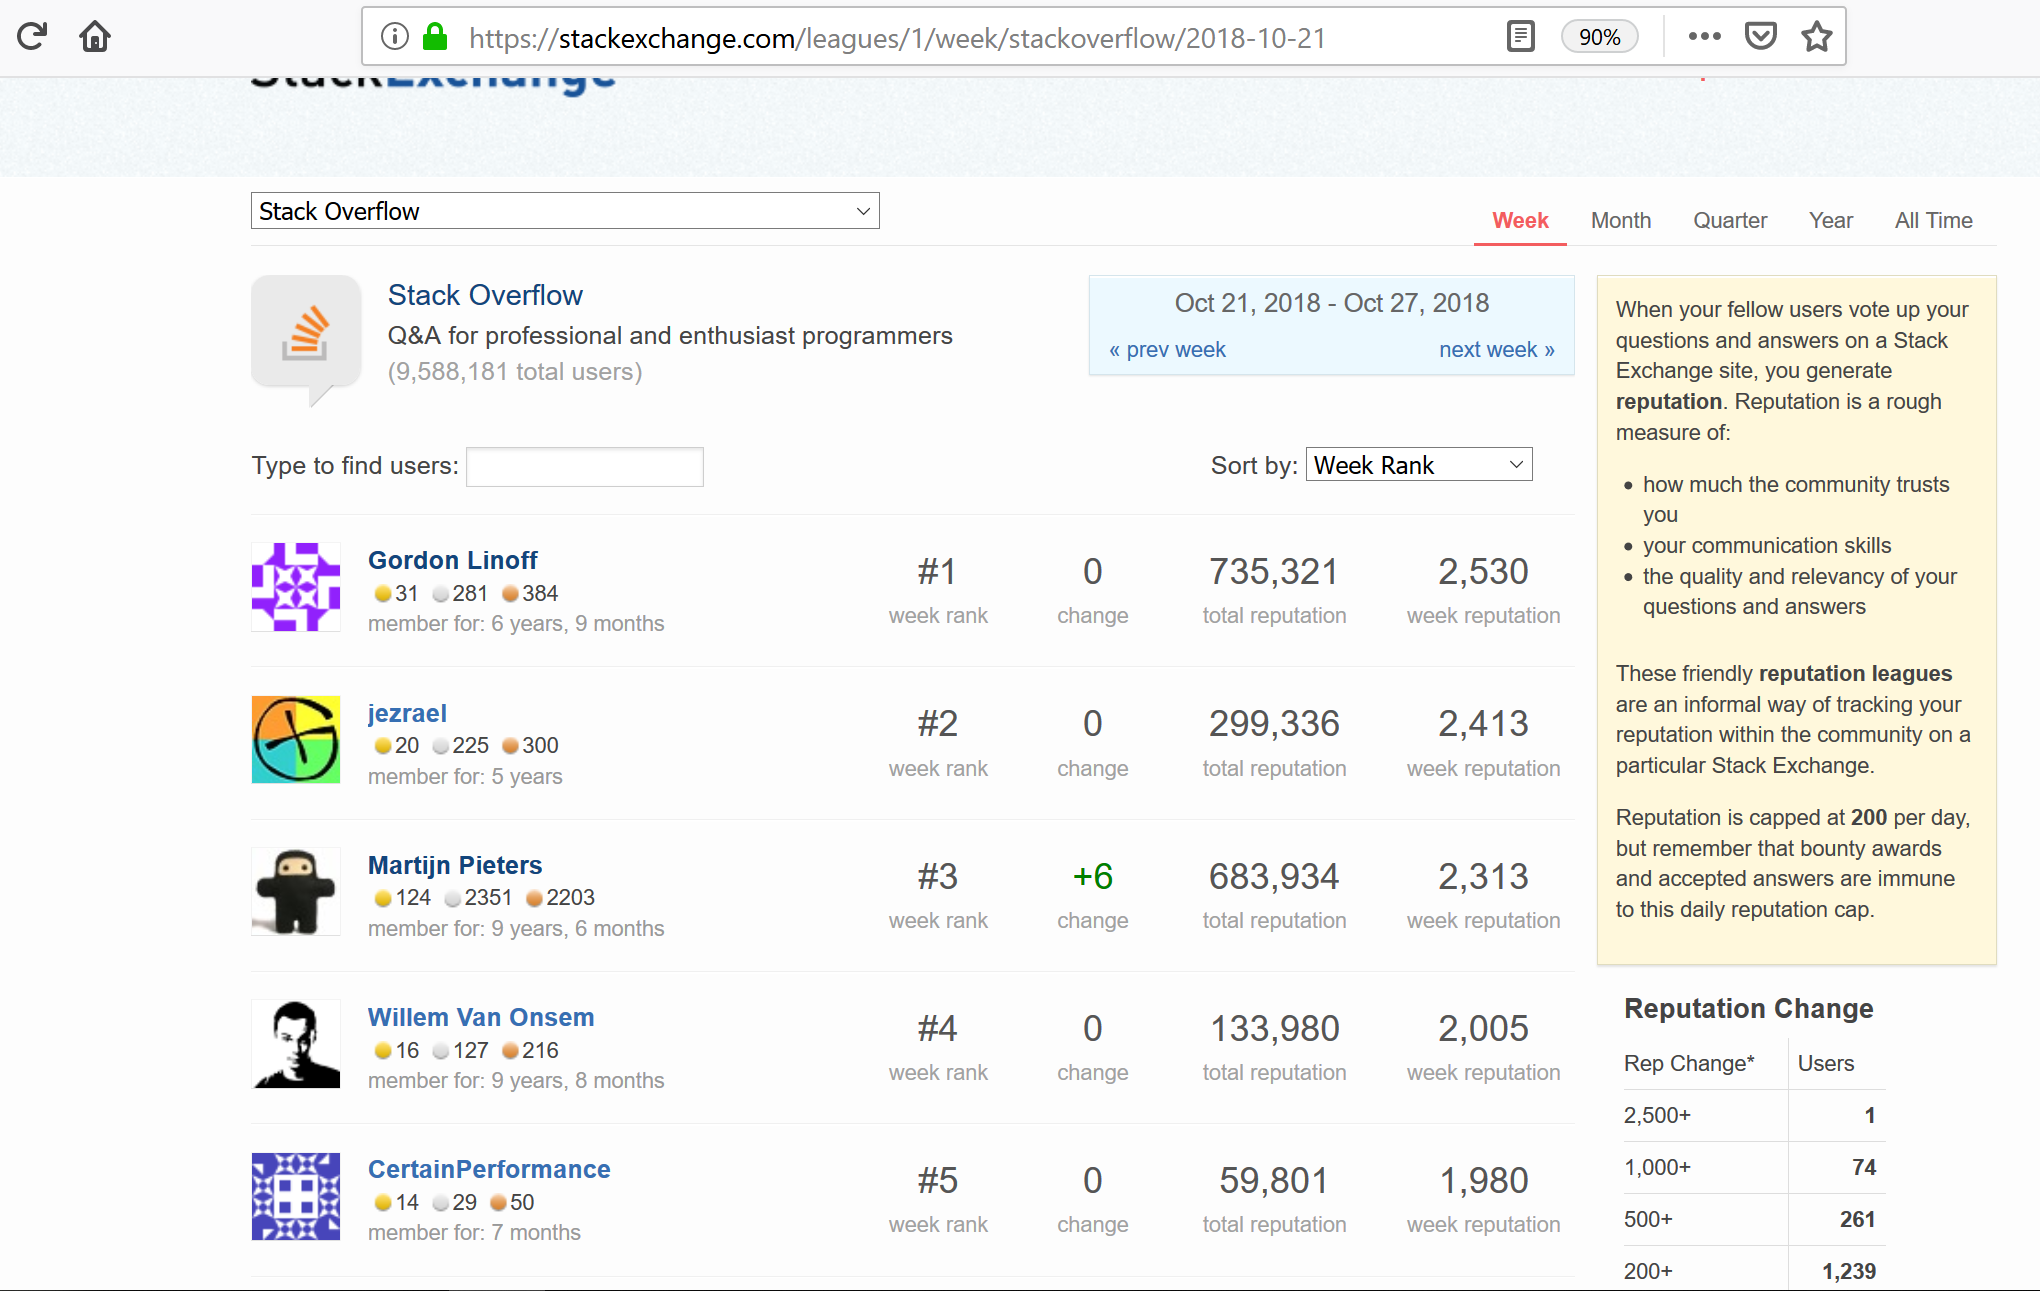 https://stackexchange.com/leagues/1/week/stackoverflow/2018-10-21
90%
StackExchange
Stack Overflow
Week Month Quarter Year All Time
Stack Overflow
Q&A for professional and enthusiast programmers
(9,588,181 total users)
Oct 21, 2018 - Oct 27, 2018
« prev week next week »
Type to find users:
Sort by: Week Rank
Gordon Linoff
31 281 384
member for: 6 years, 9 months
#1 0 735,321 2,530
week rank change total reputation week reputation
jezrael
20 225 300
member for: 5 years
#2 0 299,336 2,413
week rank change total reputation week reputation
Martijn Pieters
124 2351 2203
member for: 9 years, 6 months
#3 +6 683,934 2,313
week rank change total reputation week reputation
Willem Van Onsem
16 127 216
member for: 9 years, 8 months
#4 0 133,980 2,005
week rank change total reputation week reputation
CertainPerformance
14 29 50
member for: 7 months
#5 0 59,801 1,980
week rank change total reputation week reputation
When your fellow users vote up your
questions and answers on a Stack
Exchange site, you generate
reputation. Reputation is a rough
measure of:
• how much the community trusts
you
• your communication skills
• the quality and relevancy of your
questions and answers
These friendly reputation leagues
are an informal way of tracking your
reputation within the community on a
particular Stack Exchange.
Reputation is capped at 200 per day,
but remember that bounty awards
and accepted answers are immune
to this daily reputation cap.
Reputation Change
Rep Change* Users
2,500+ 1
1,000+ 74
500+ 261
200+ 1,239